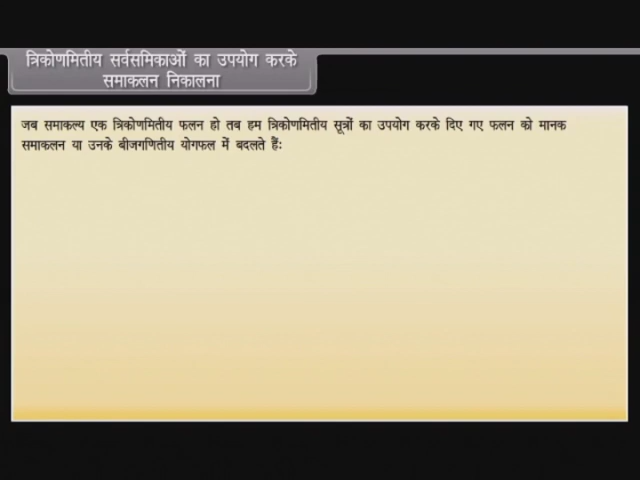 त्रिकोणमितीय सर्वसमिकाओं का उपयोग करके
समाकलन निकालना
जब समाकल्य एक त्रिकोणमितीय फलन हो तब हम त्रिकोणमितीय सूत्रों का उपयोग करके दिए गए फलन को मानक
समाकलन या उनके बीजगणितीय योगफल में बदलते हैं: